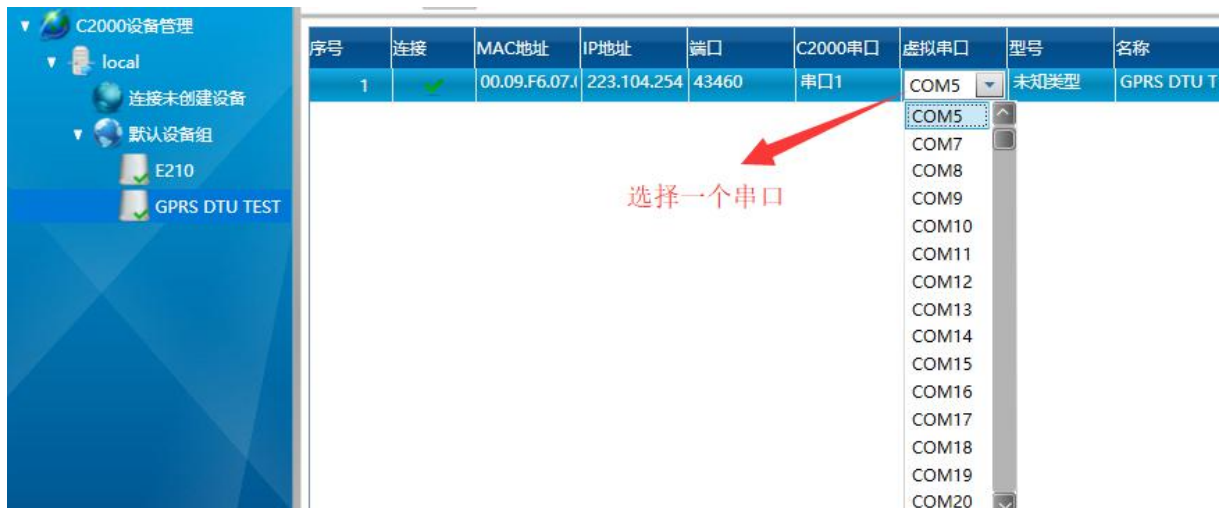 C2000设备管理
local
连接未创建设备
默认设备组
E210
GPRS DTU TEST
序号 连接 MAC地址 IP地址 端口 C2000串口 虚拟串口 型号 名称
1 00.09.F6.07.( 223.104.254 43460 串口1 COM5 未知类型 GPRS DTU T
COM5
COM7
COM8
选择一个串口
COM9
COM10
COM11
COM12
COM13
COM14
COM15
COM16
COM17
COM18
COM19
COM20